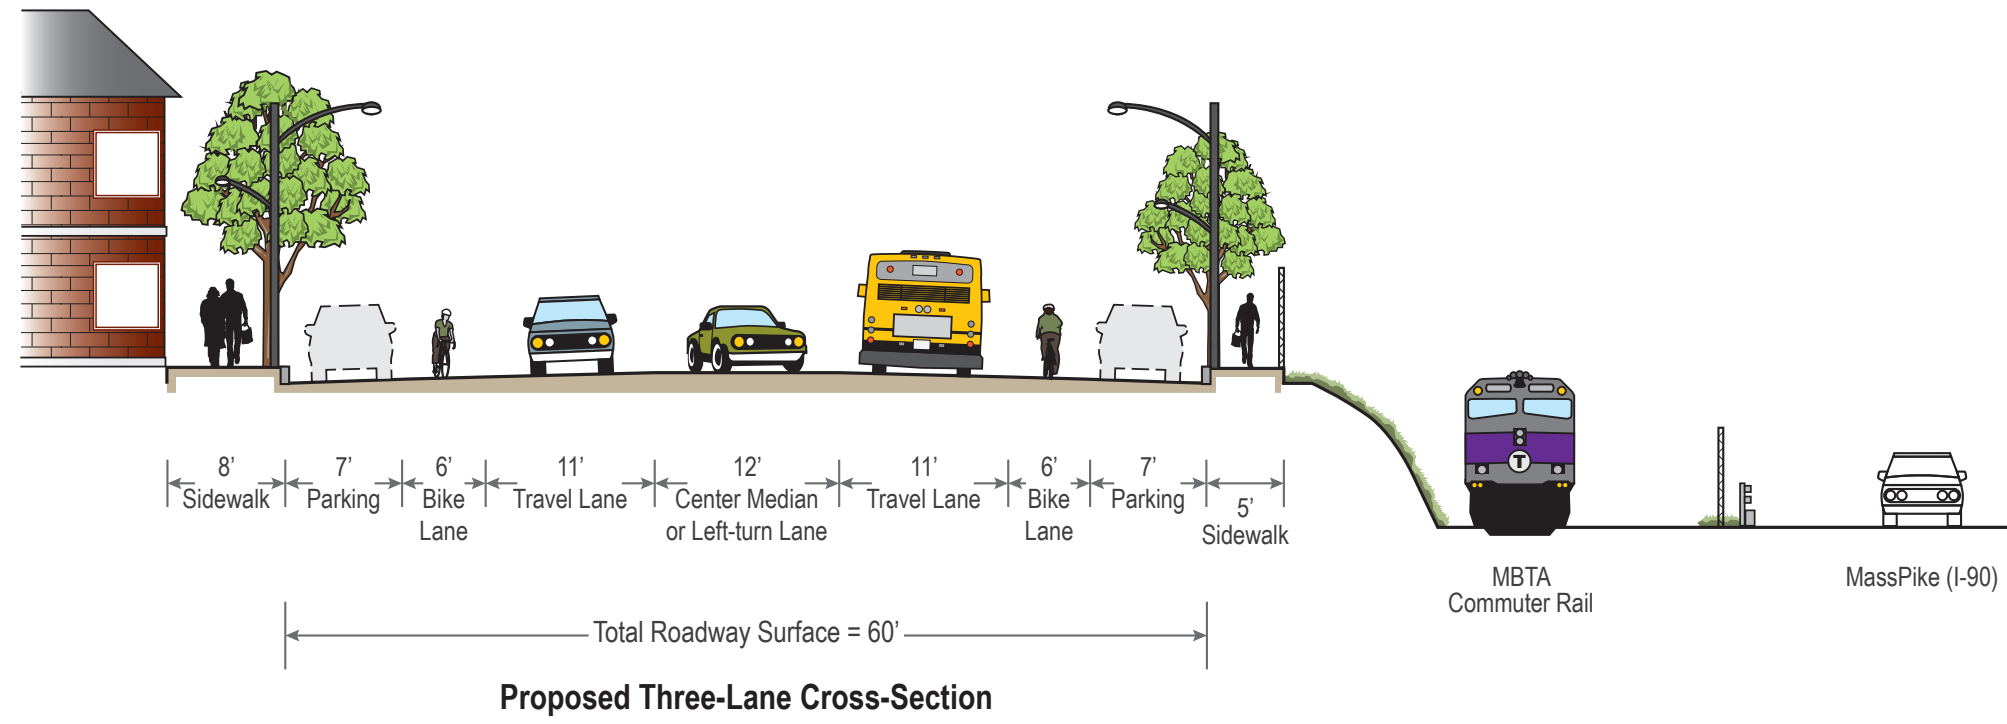 8’
Sidewalk
7’
Parking
6’
Bike
Lane
11’
Travel Lane
12’
Center Median
or Left-turn Lane
11’
Travel Lane
6’
Bike
Lane
7’
Parking
5’
Sidewalk
T
MBTA
Commuter Rail
MassPike (I-90)
Total Roadway Surface = 60’
Proposed Three-Lane Cross-Section